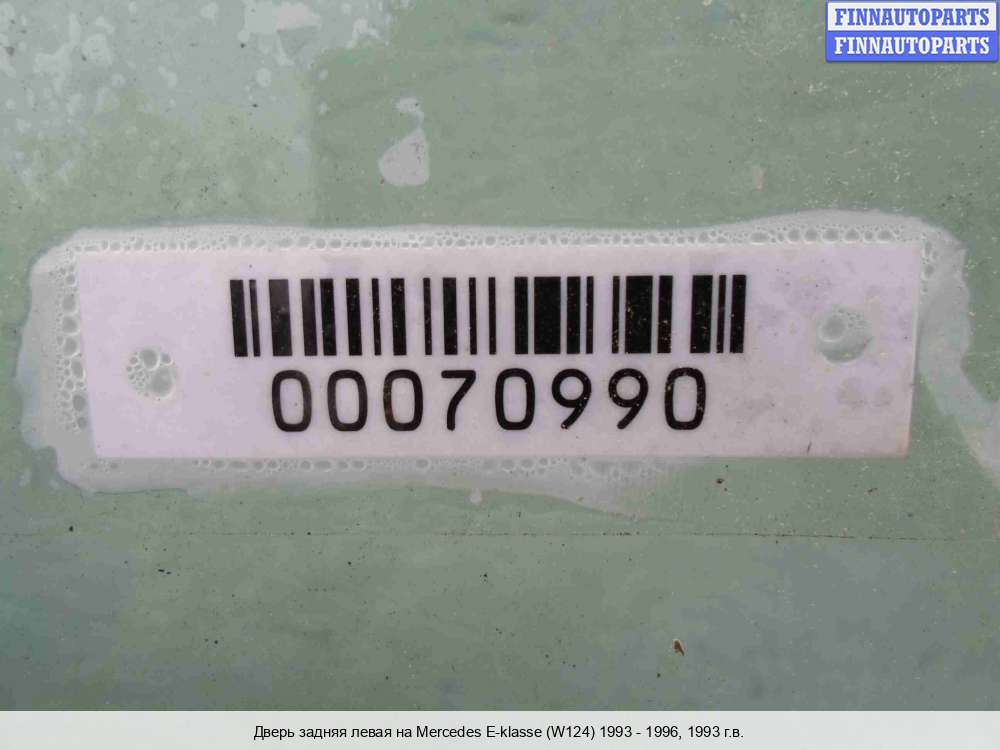 FINNAUTOPARTS
FINNAUTOPARTS
00070990
Дверь задняя левая на Mercedes E-klasse (W124) 1993 - 1996, 1993 г.в.